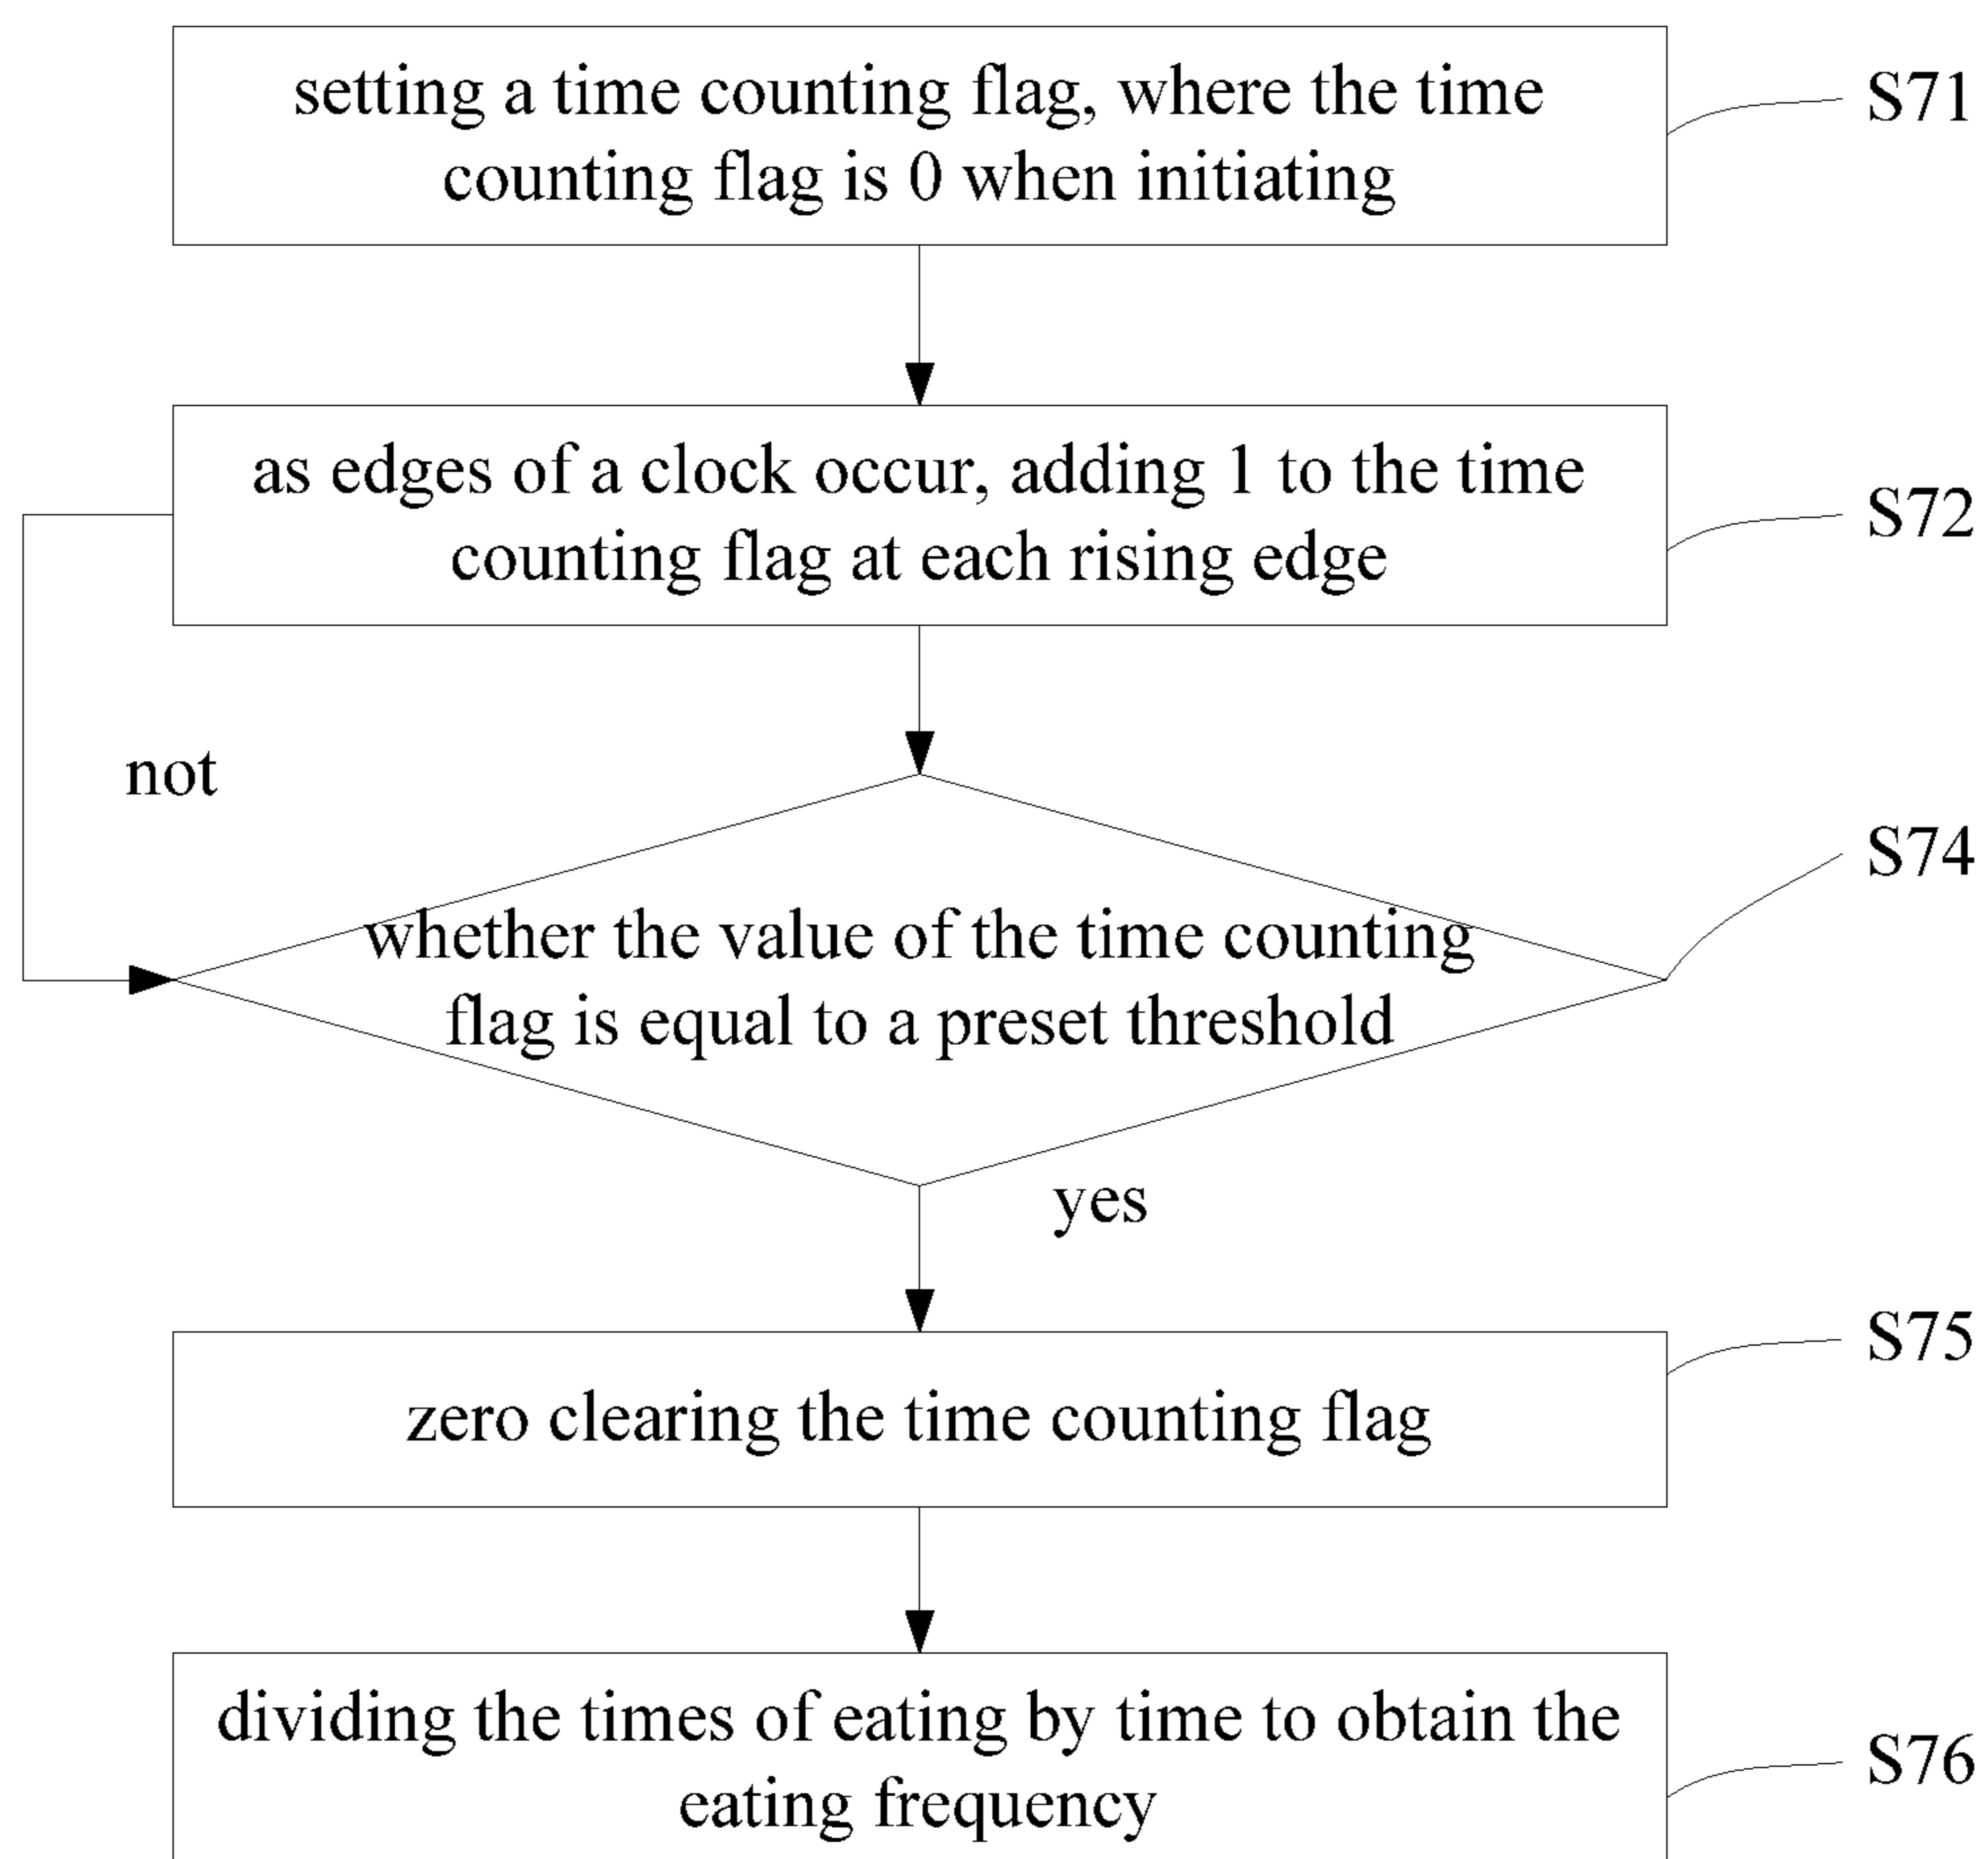 setting a time counting flag, where the time
counting flag is 0 when initiating
S71
as edges of a clock occur, adding 1 to the time
counting flag at each rising edge
S72
not
S74
whether the value of the time counting
flag is equal to a preset threshold
yes
S75
zero clearing the time counting flag
dividing the times of eating by time to obtain the
eating frequency
S76